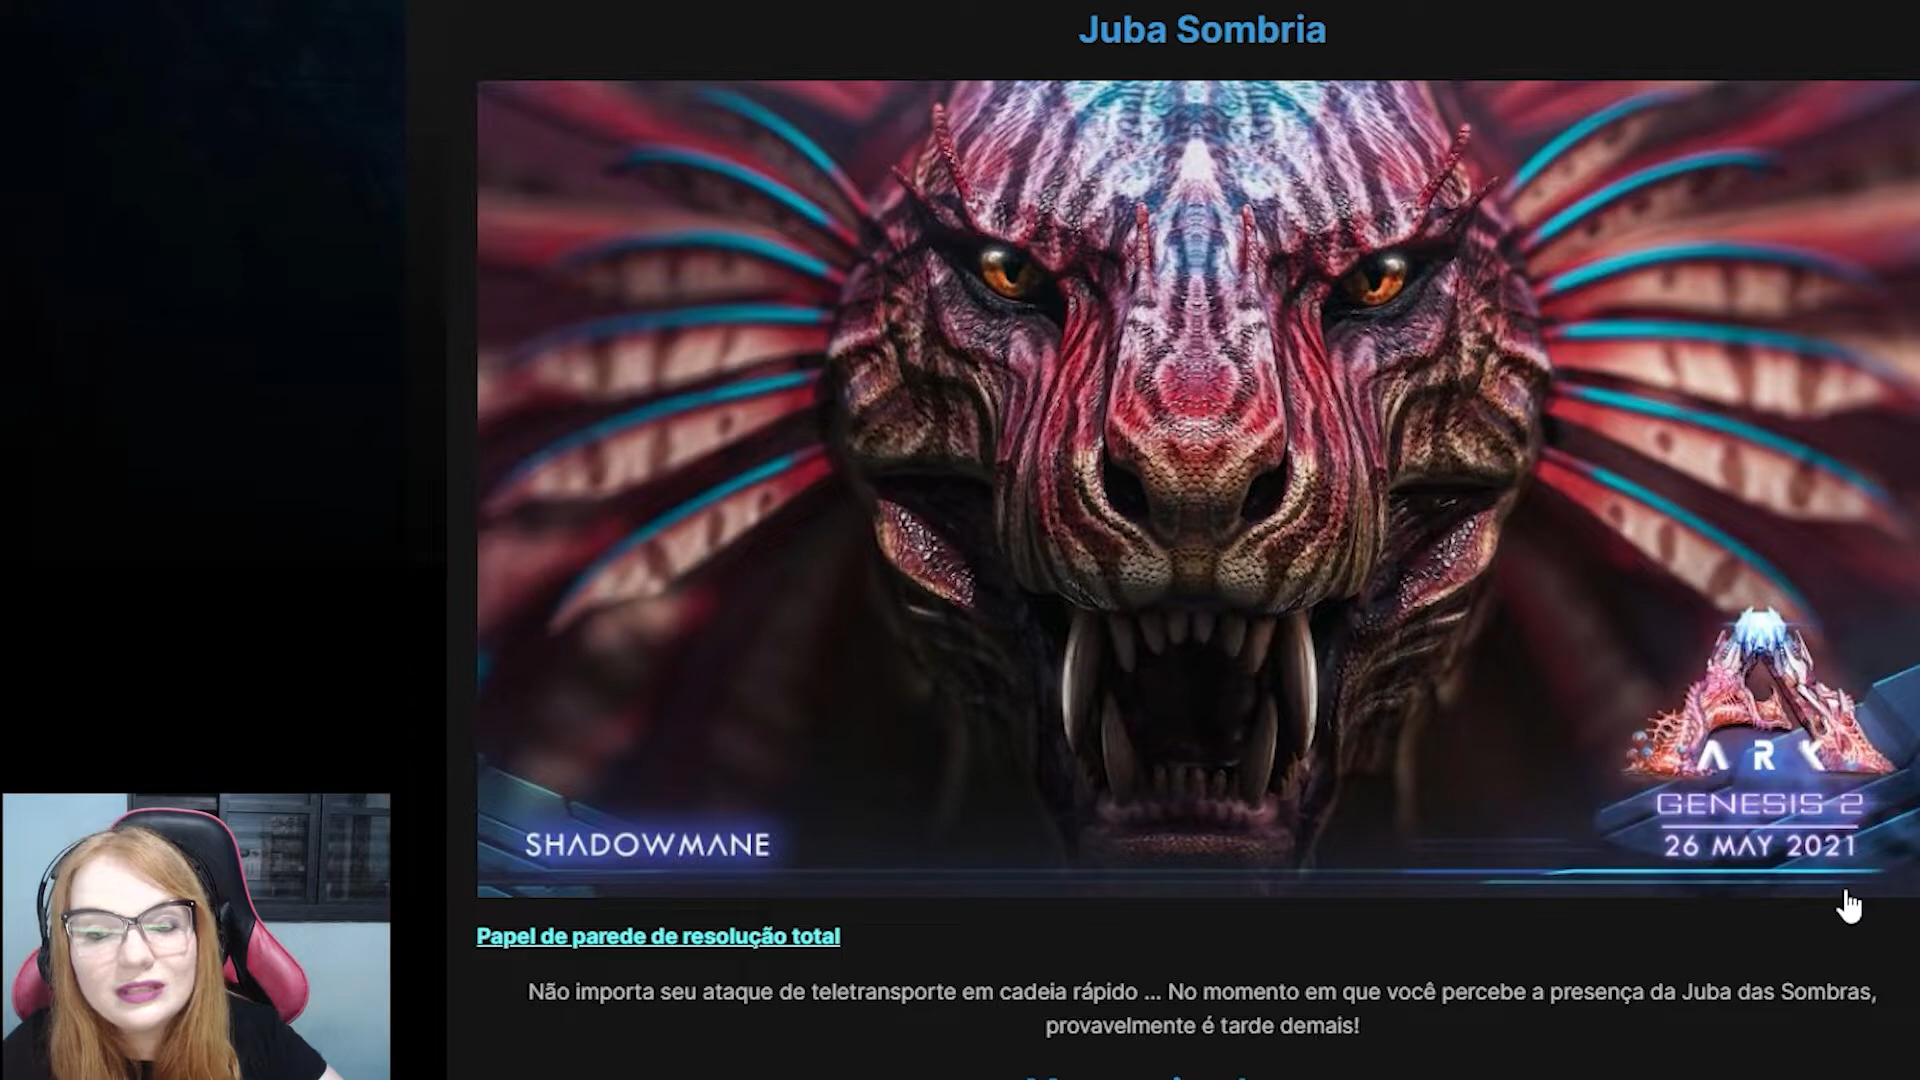 Juba Sombria
SHADOWMANE
ARK
GENESIS 2
26 MAY 2021
Papel de parede de resolução total
Não importa seu ataque de teletransporte em cadeia rápido ... No momento em que você percebe a presença da Juba das Sombras,
provavelmente é tarde demais!